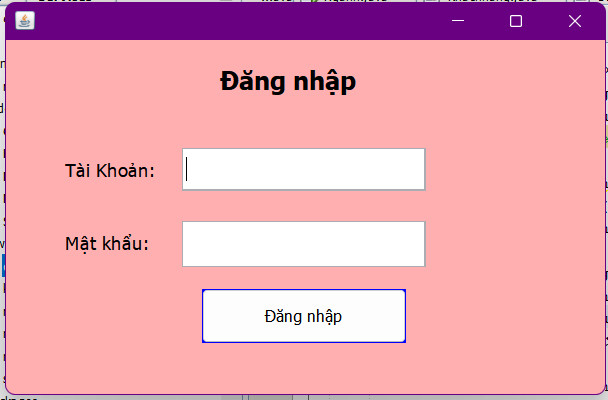 Đăng nhập
Tài Khoản:
Mật khẩu:
Đăng nhập